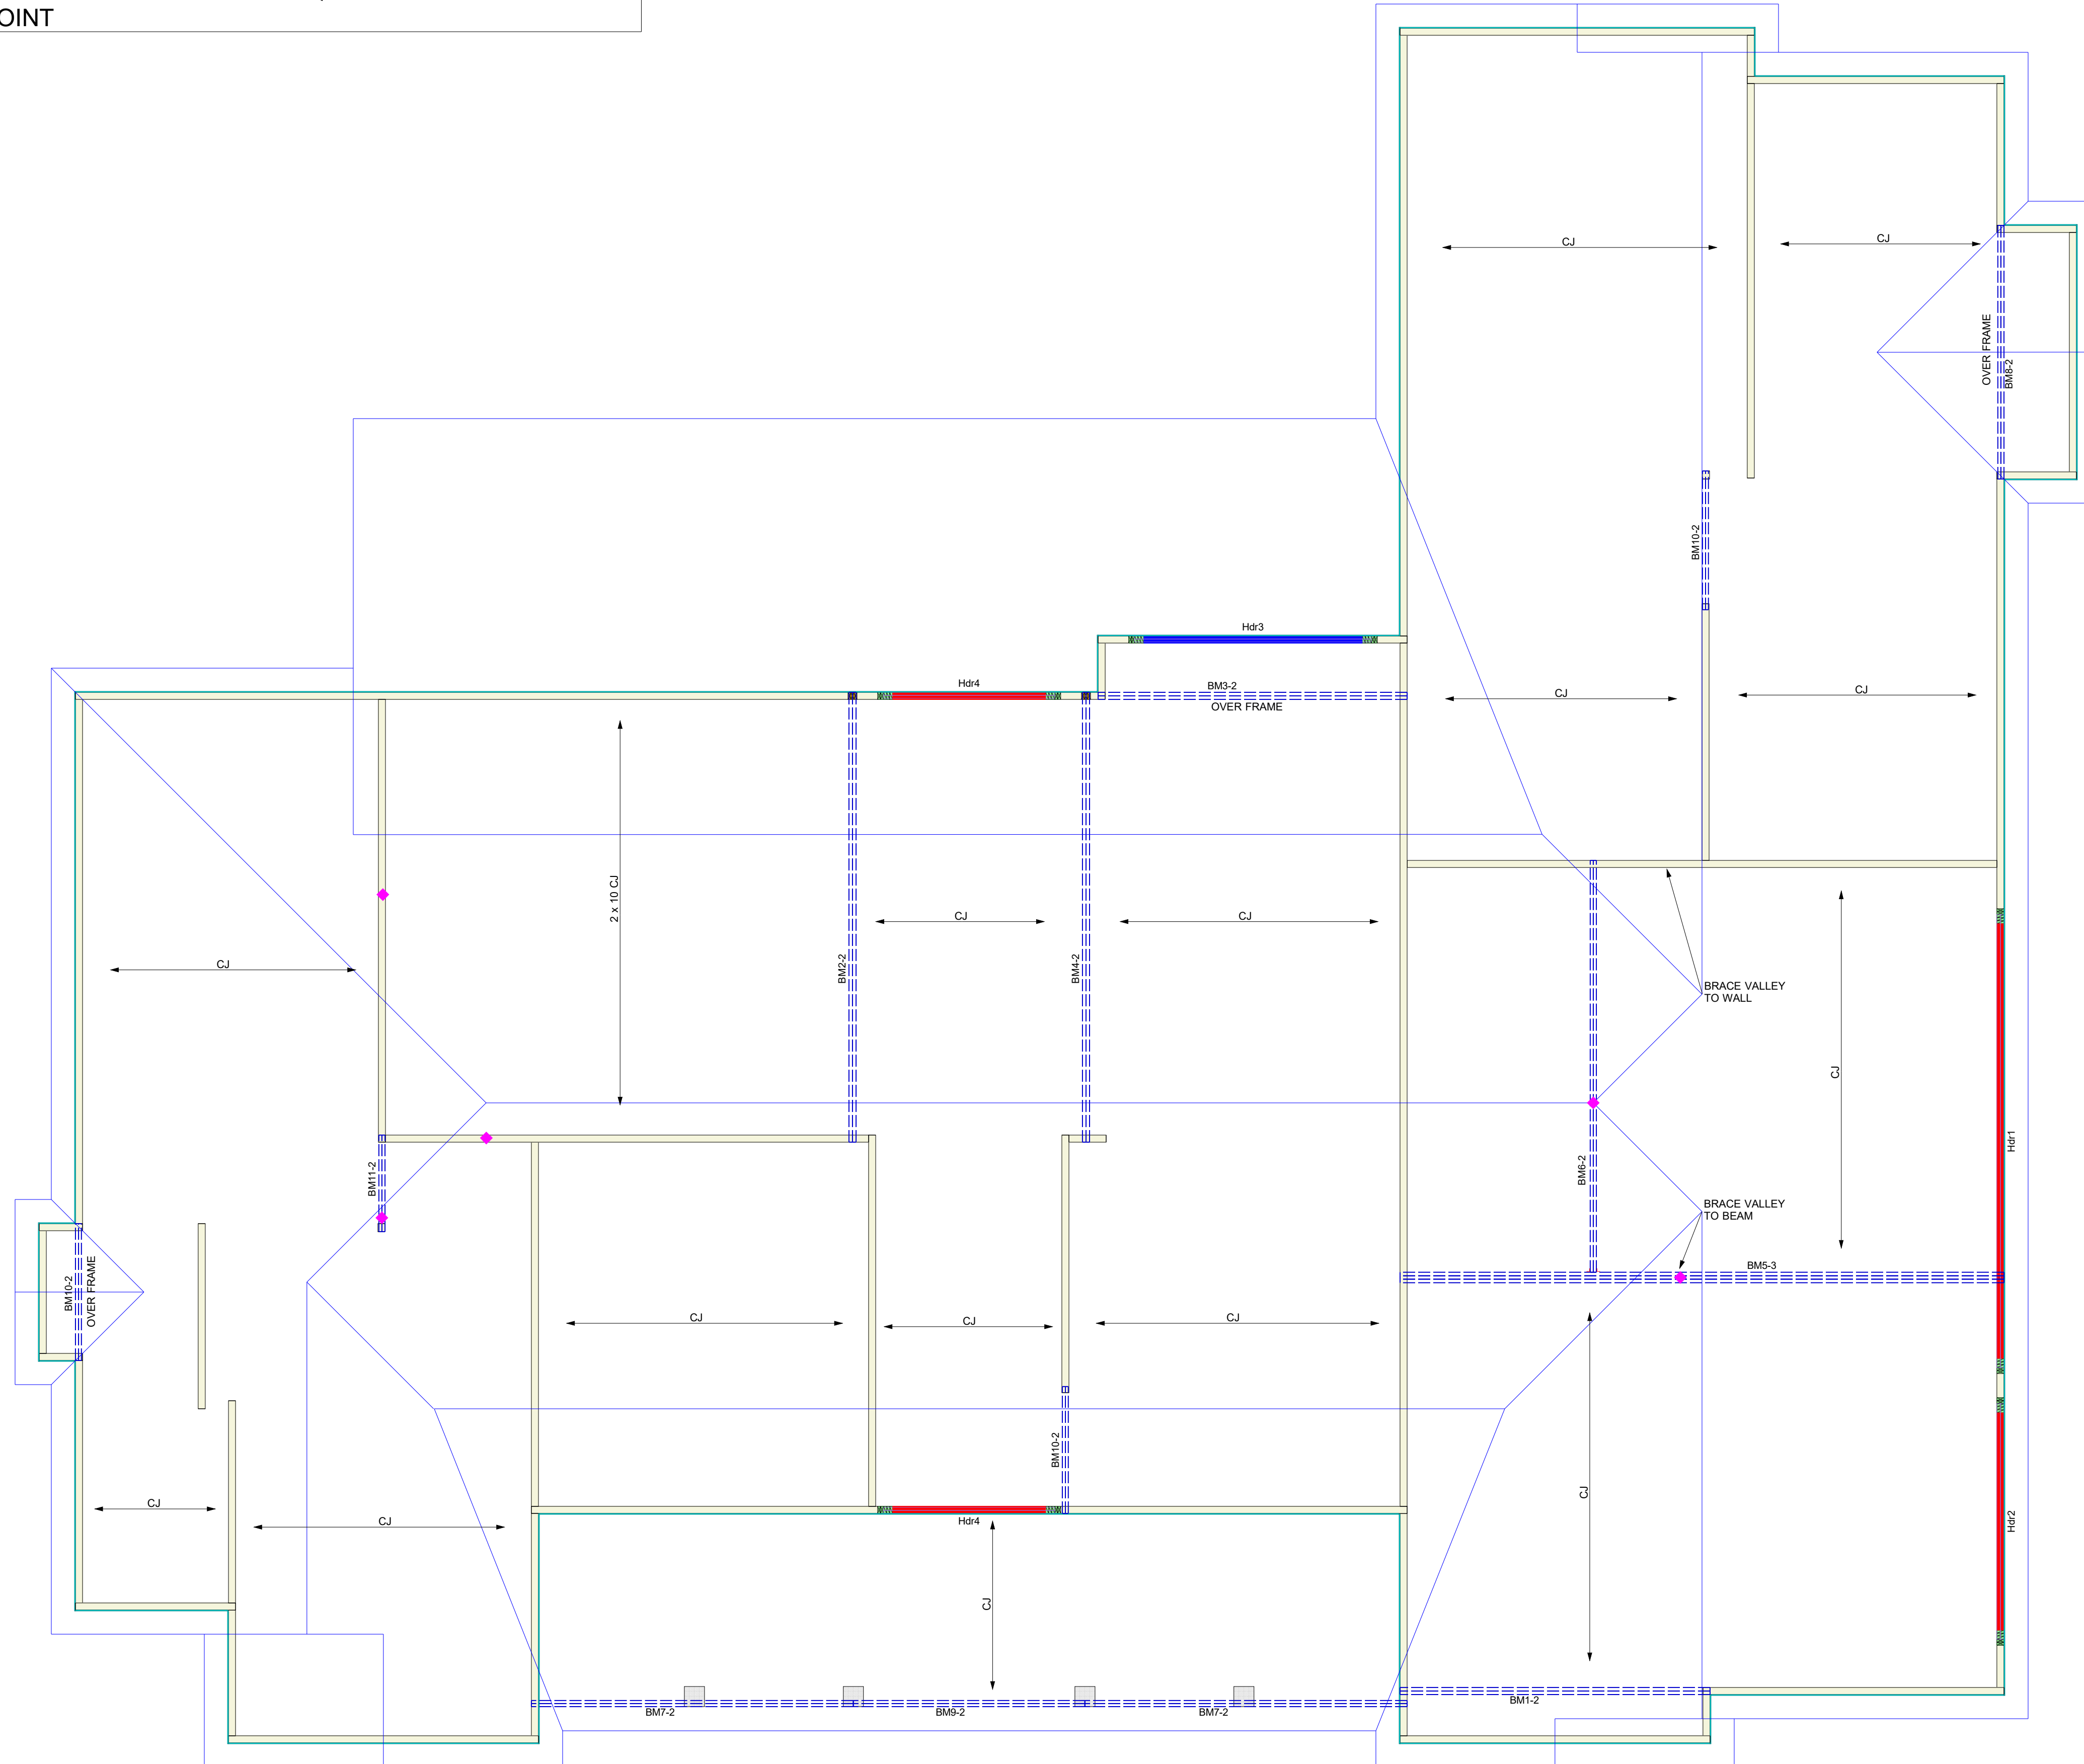 OINT
CJ
CJ
OVER FRAME
BM8-2
BM10-2
Hdr3
Hdr4
BM3-2
OVER FRAME
CJ
CJ
2 x 10 CJ
CJ
CJ
CJ
BM2-2
BM4-2
BRACE VALLEY
TO WALL
CJ
Hdr1
BM11-2
BM6-2
BRACE VALLEY
TO BEAM
BM5-3
BM10-2
OVER FRAME
CJ
CJ
CJ
BM10-2
CJ
CJ
CJ
Hdr4
Hdr2
CJ
BM7-2
BM9-2
BM7-2
BM1-2